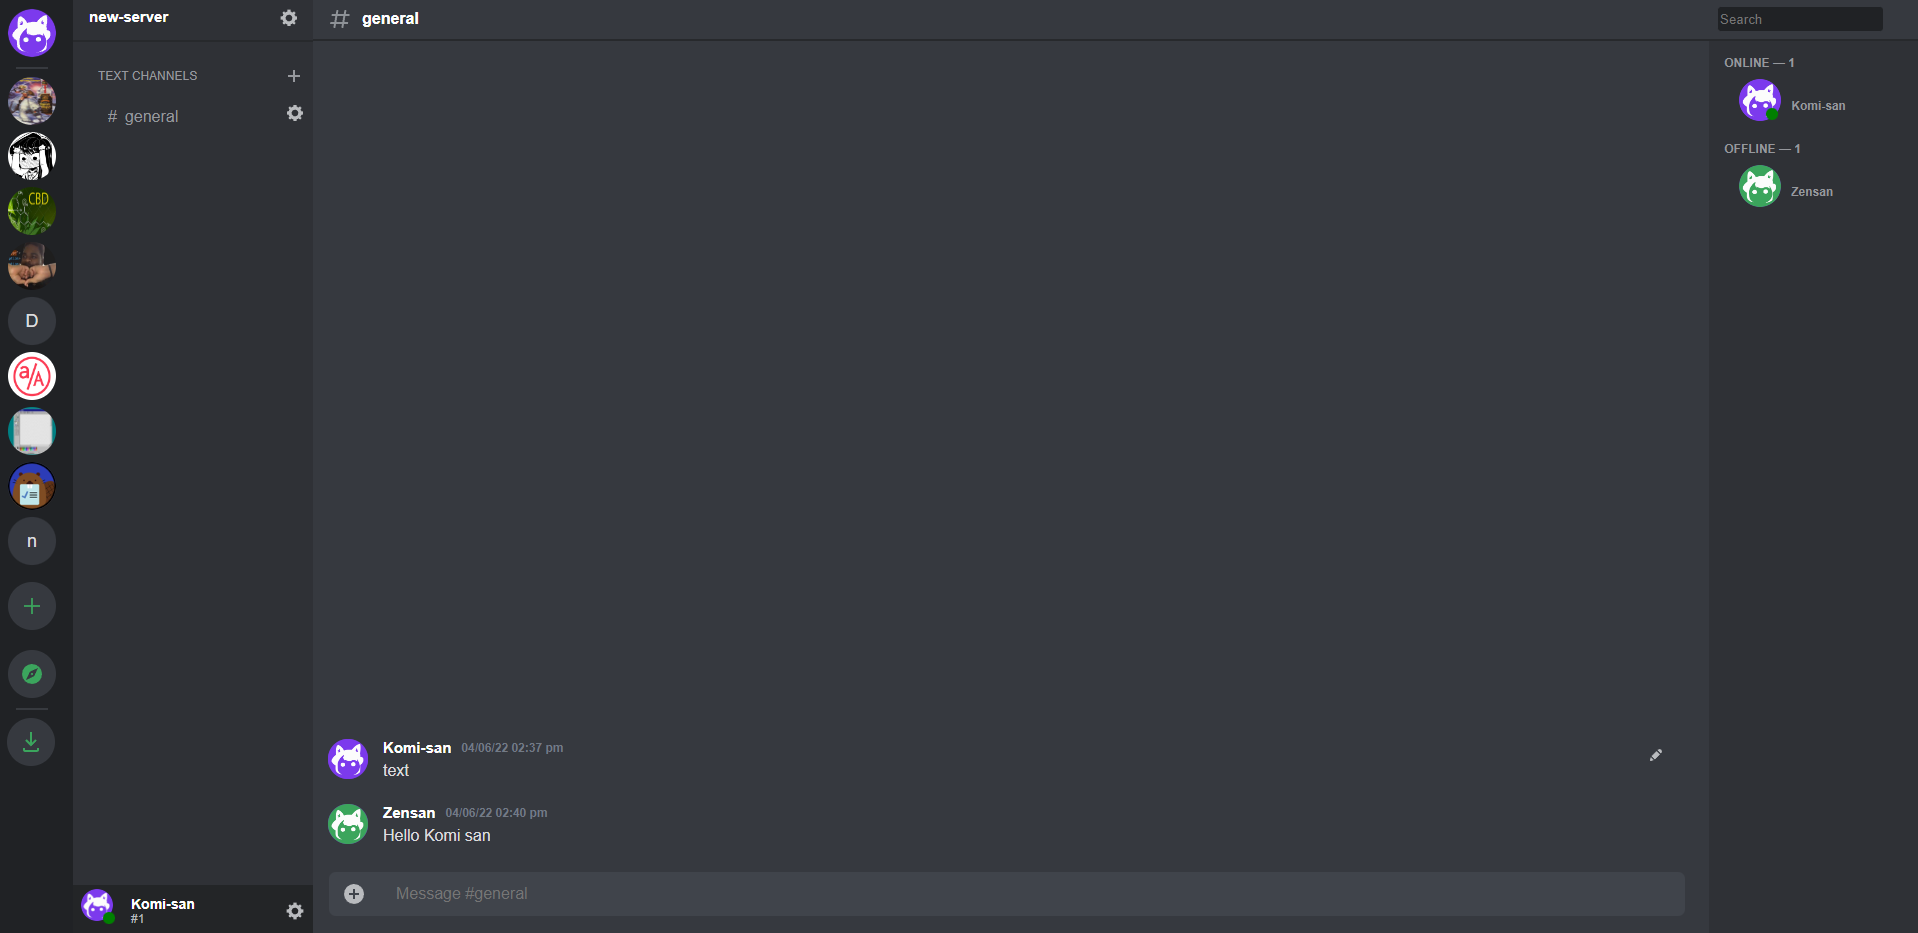 new-server
TEXT CHANNELS
# general
CBD
D
a/A
n
Komi-san
#1
# general
Komi-san 04/06/22 02:37 pm
text
Zensan 04/06/22 02:40 pm
Hello Komi san
Message #general
Search
ONLINE — 1
Komi-san
OFFLINE — 1
Zensan